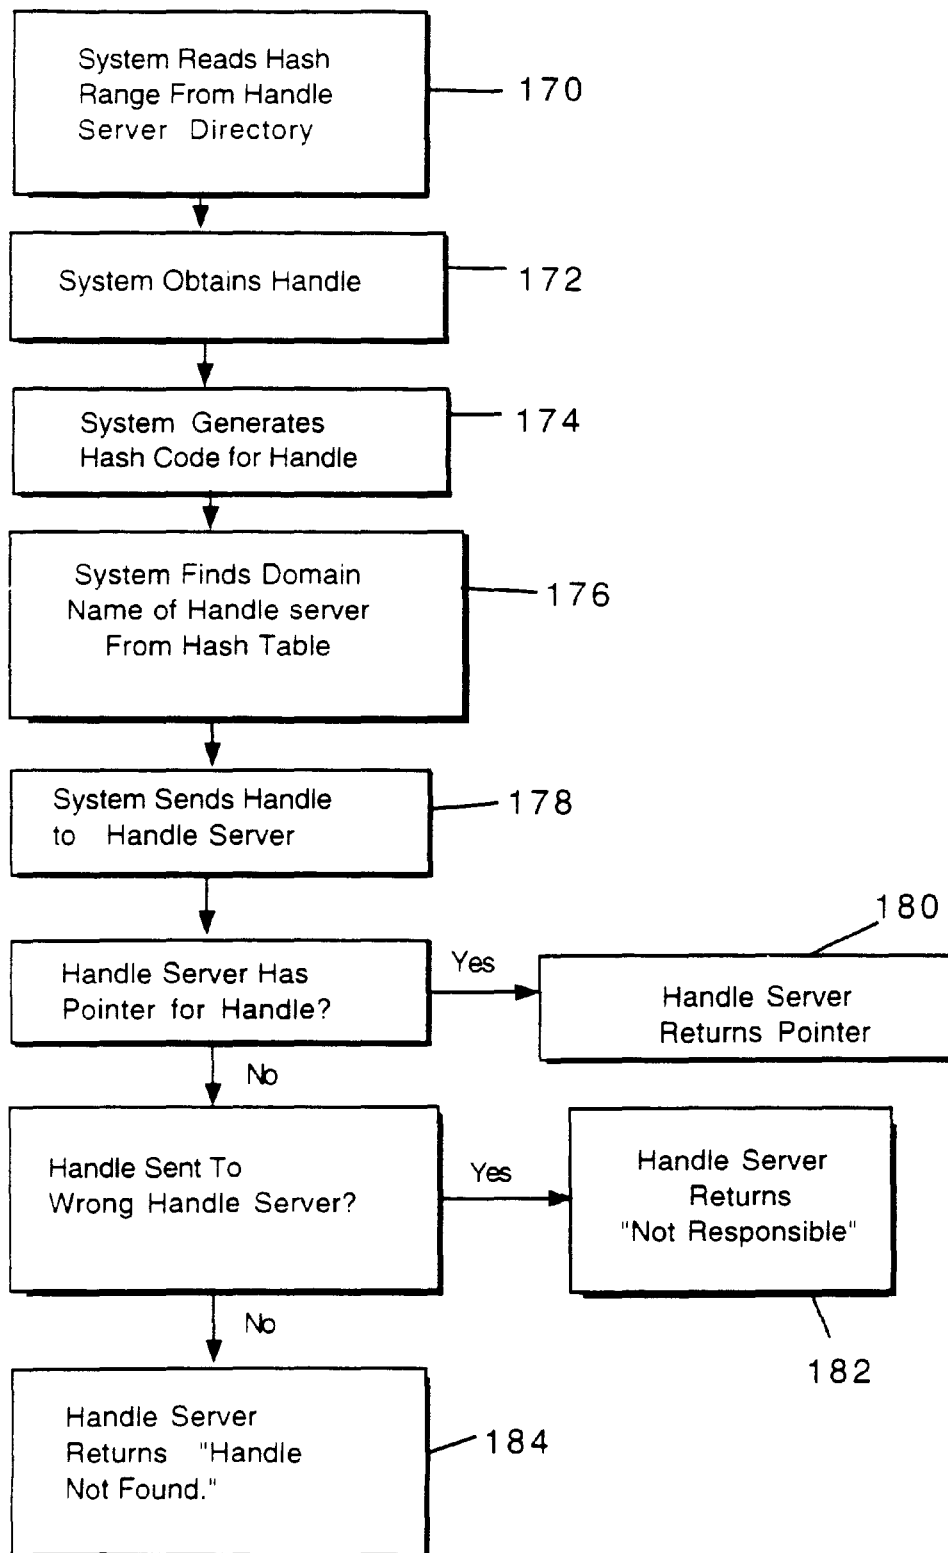 System Reads Hash
Range From Handle
Server Directory
170
System Obtains Handle
172
System Generates
Hash Code for Handle
174
System Finds Domain
Name of Handle server
From Hash Table
176
System Sends Handle
to Handle Server
178
Handle Server Has
Pointer for Handle?
Yes
180
Handle Server
Returns Pointer
No
Handle Sent To
Wrong Handle Server?
Yes
Handle Server
Returns
"Not Responsible"
182
No
Handle Server
Returns "Handle
Not Found."
184